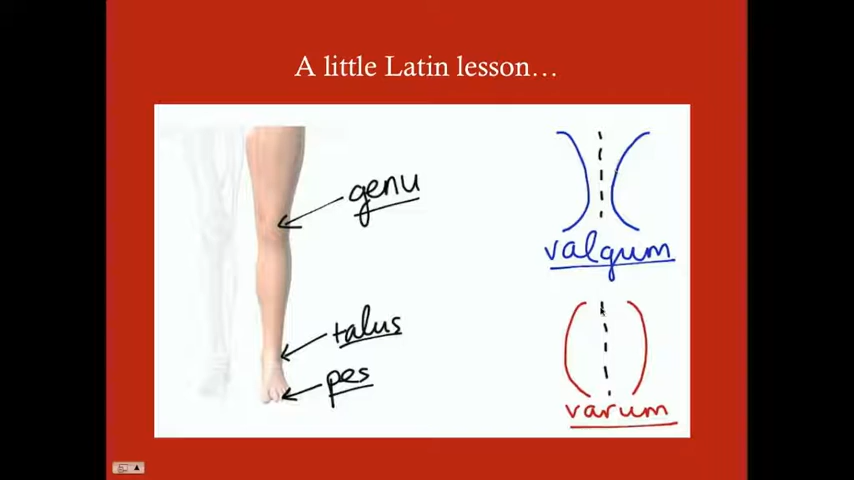 A little Latin lesson...
genu
talus
pes
valgum
varum